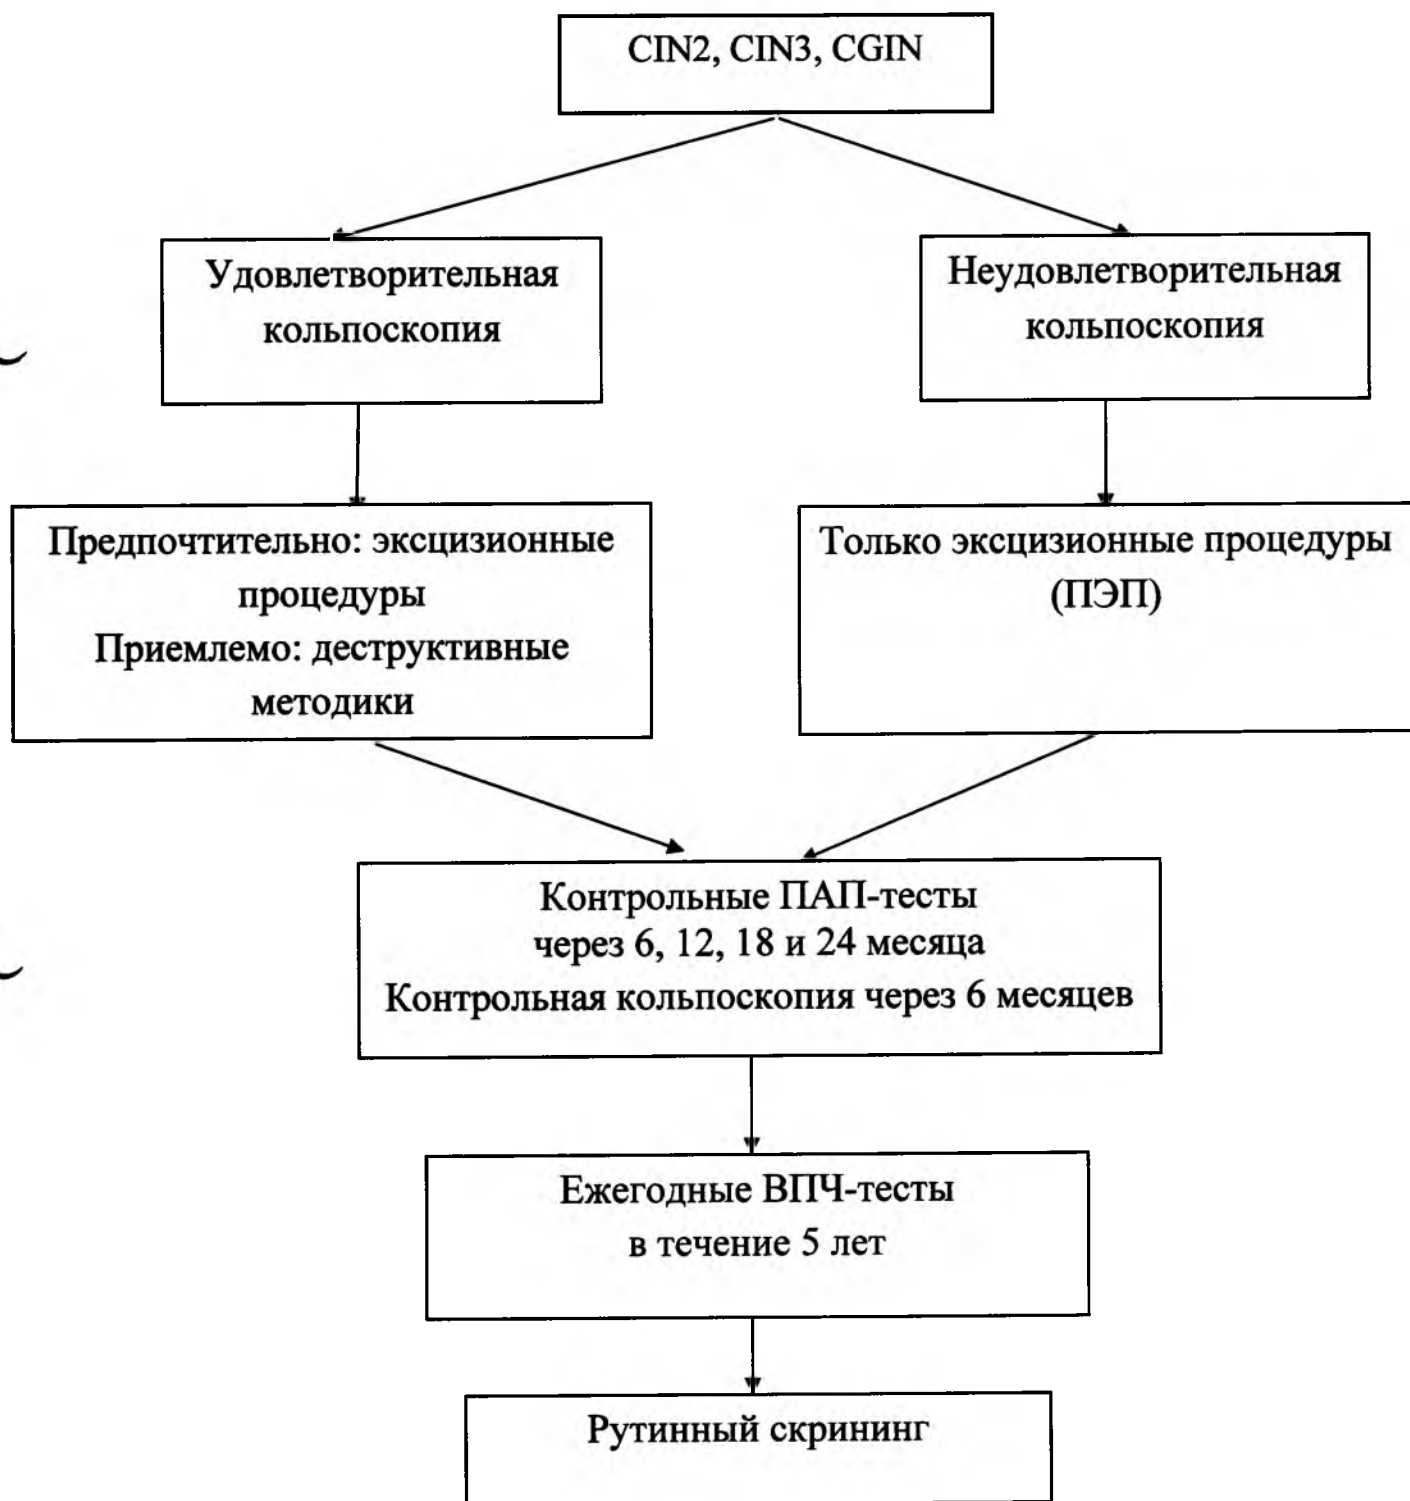 CIN2, CIN3, CGIN
Удовлетворительная
кольпоскопия
Неудовлетворительная
кольпоскопия
Предпочтительно: эксцизионные
процедуры
Приемлемо: деструктивные
методики
Только эксцизионные процедуры
(ПЭП)
Контрольные ПАП-тесты
через 6, 12, 18 и 24 месяца
Контрольная кольпоскопия через 6 месяцев
Ежегодные ВПЧ-тесты
в течение 5 лет
Рутинный скрининг